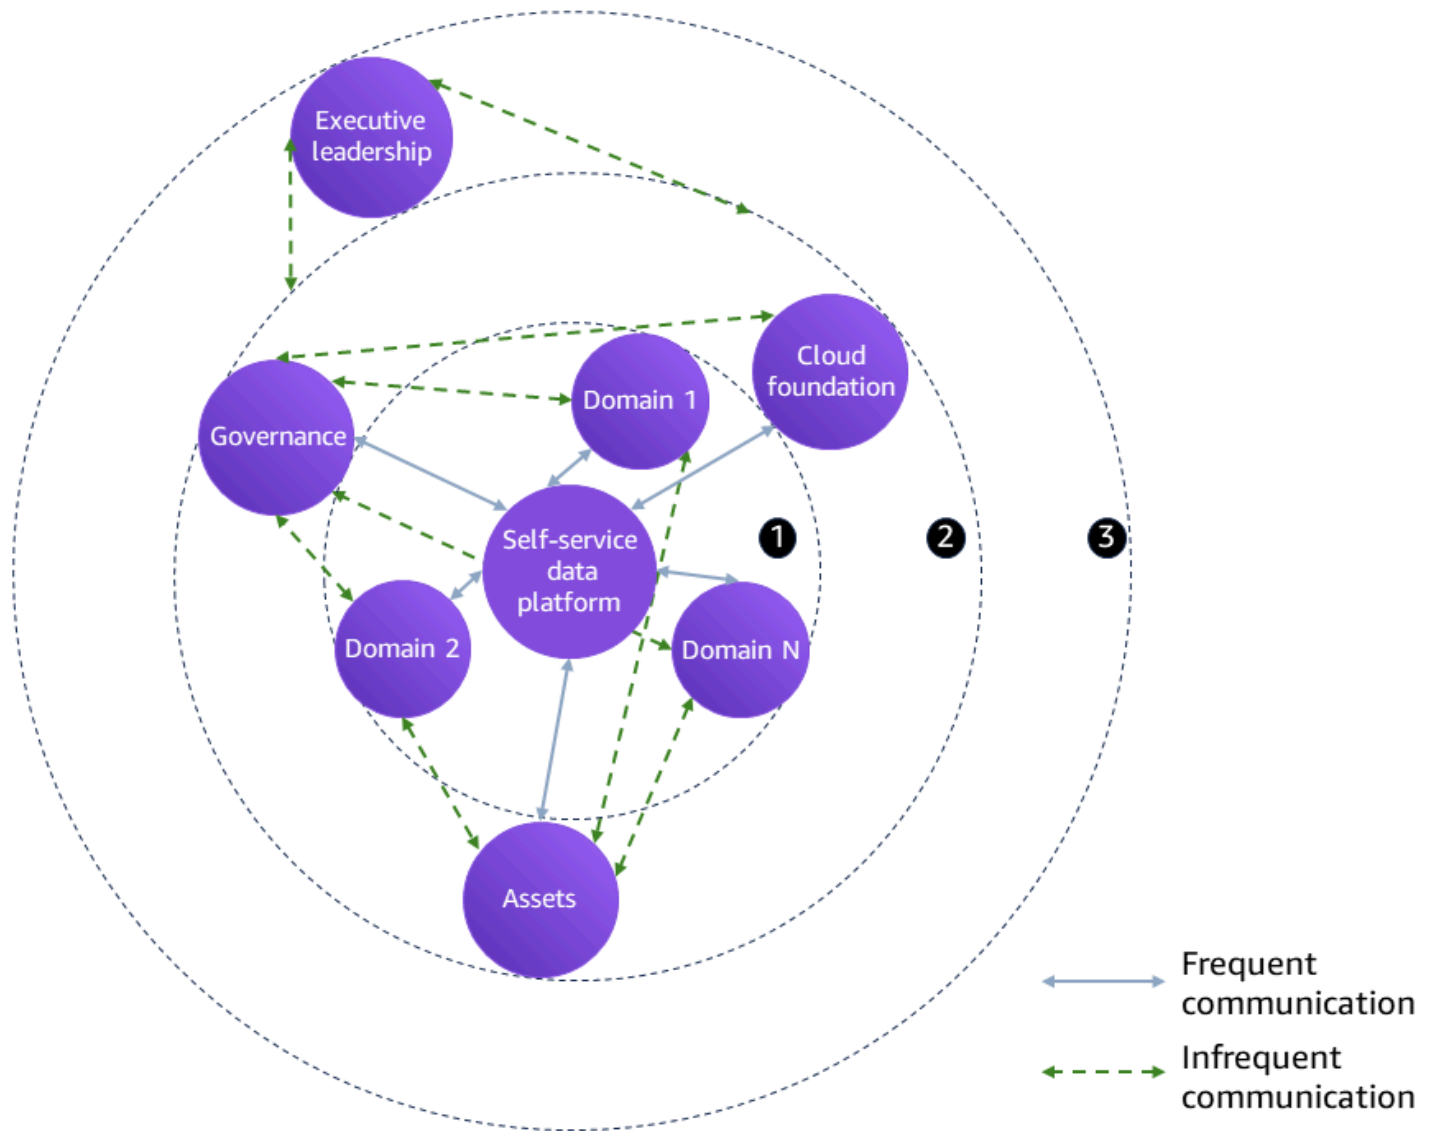 Executive
leadership
Cloud
foundation
Domain 1
Governance
Self-service
data
platform
1
2
3
Domain 2
Domain N
Assets
Frequent
communication
Infrequent
communication